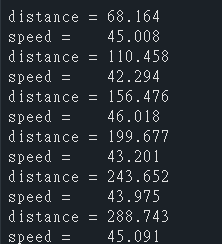 distance = 68.164
speed =    45.008
distance = 110.458
speed =    42.294
distance = 156.476
speed =    46.018
distance = 199.677
speed =    43.201
distance = 243.652
speed =    43.975
distance = 288.743
speed =    45.091